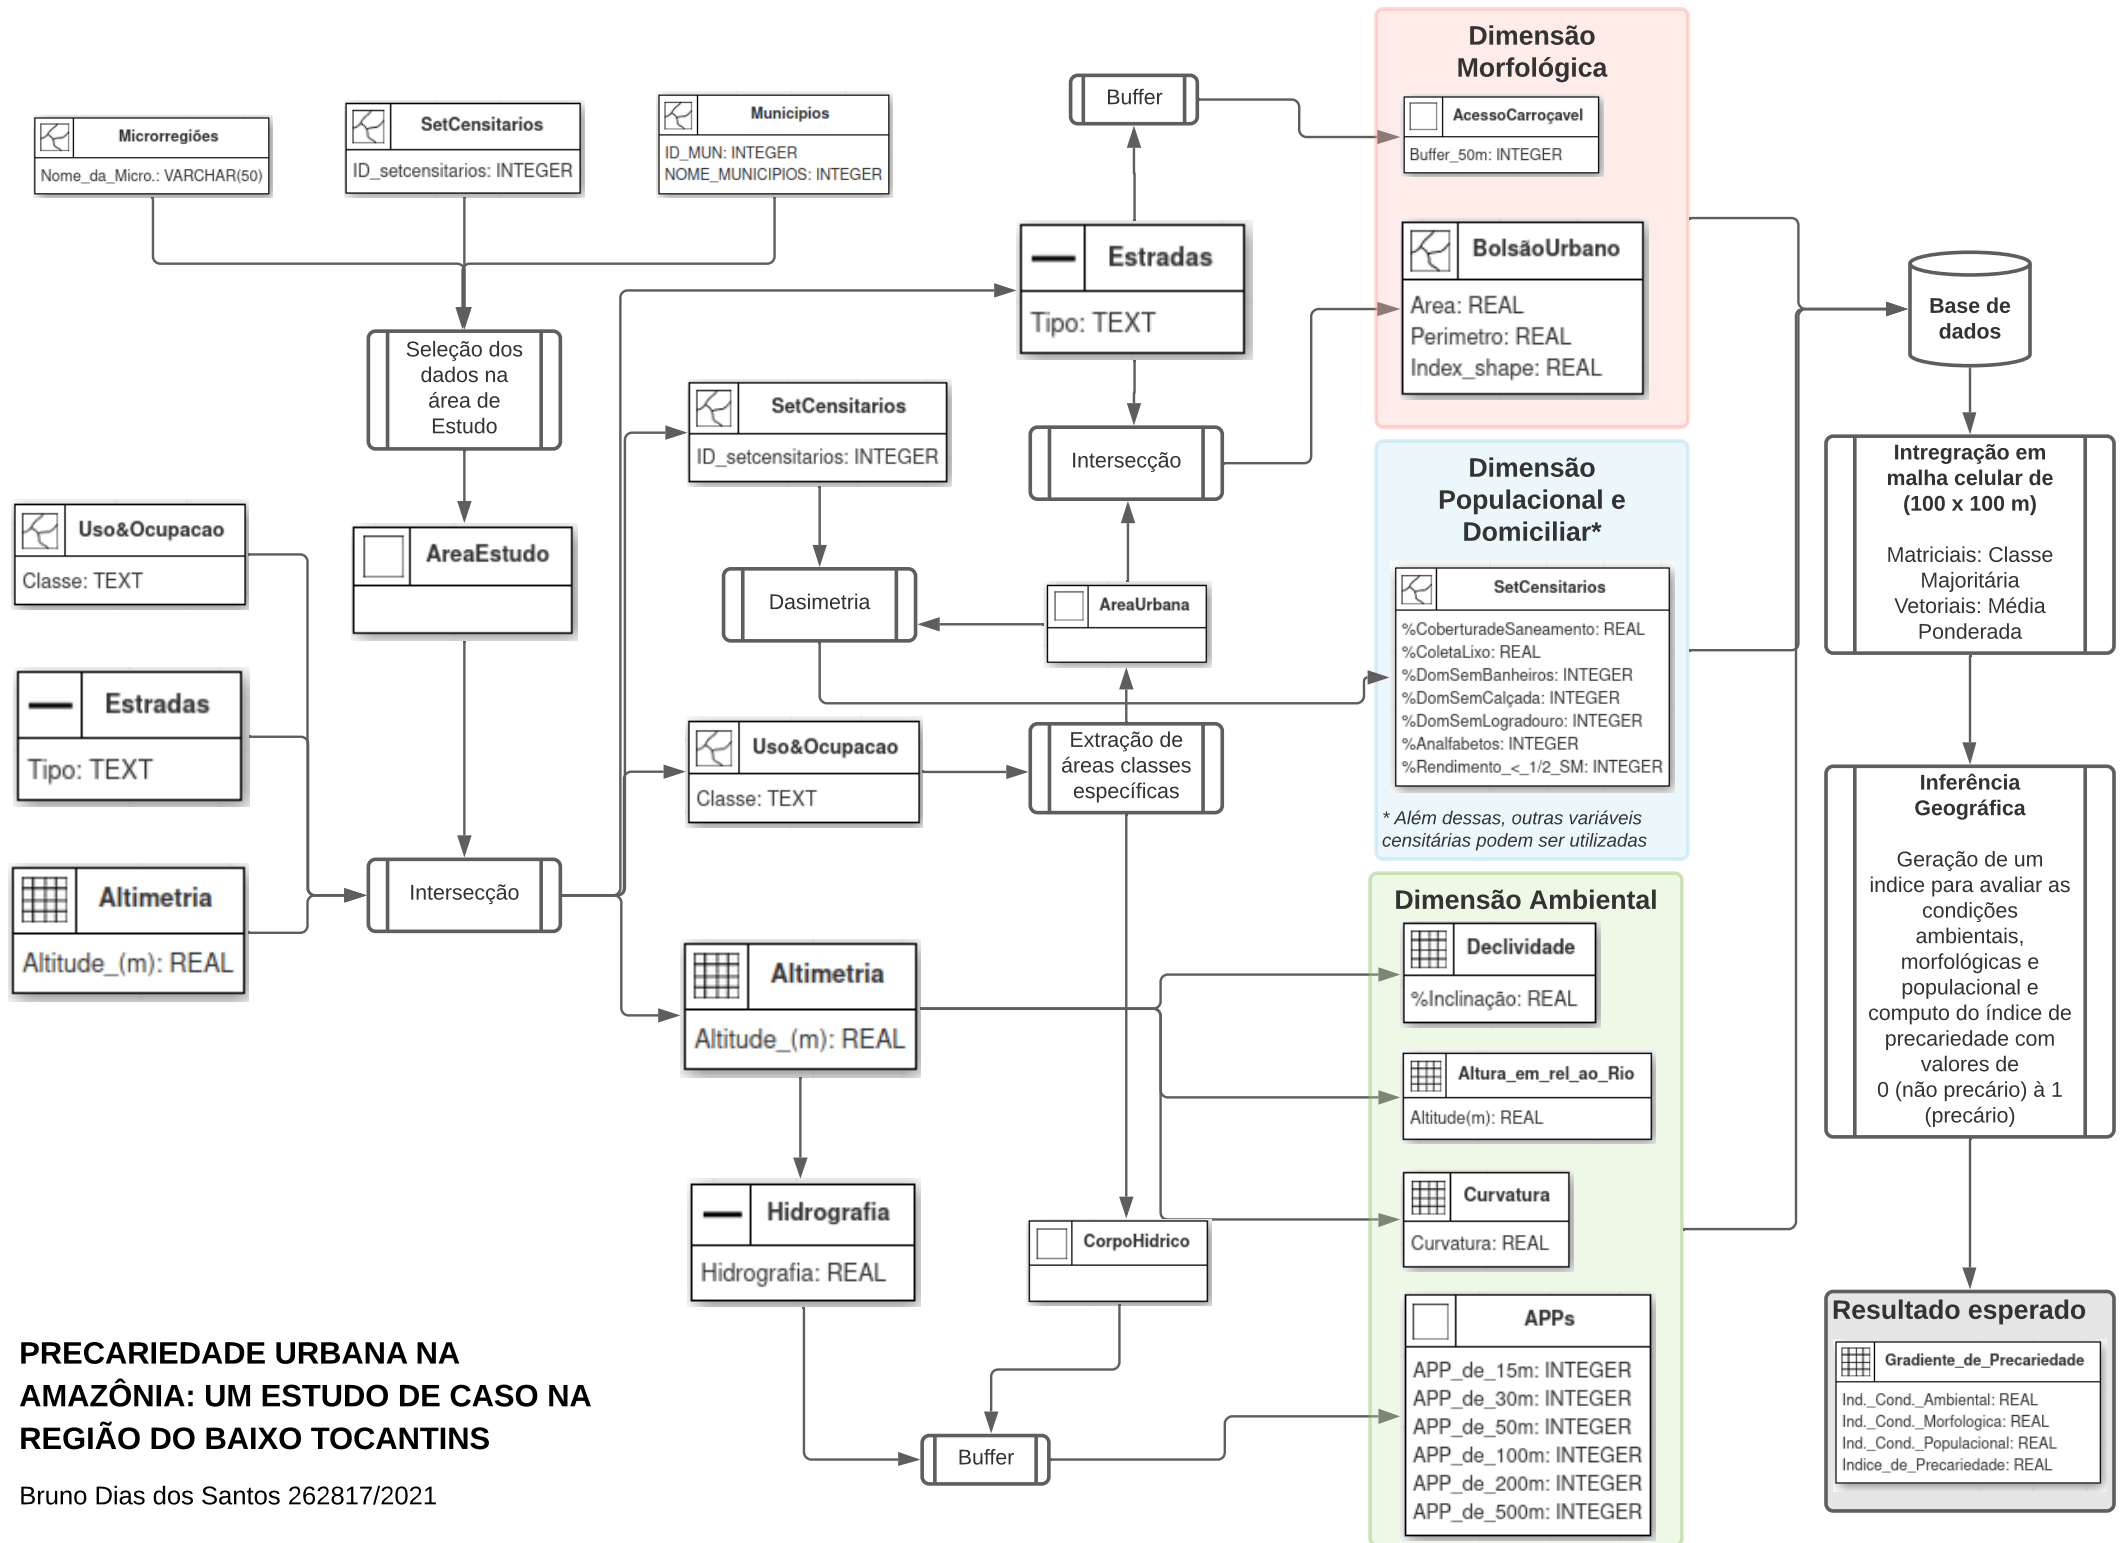 Microrregiões
Nome_da_Micro.: VARCHAR(50)
SetCensitarios
ID_setcensitarios: INTEGER
Municipios
ID_MUN: INTEGER
NOME_MUNICIPIOS: INTEGER
Seleção dos
dados na
área de
Estudo
Uso&Ocupacao
Classe: TEXT
AreaEstudo
Estradas
Tipo: TEXT
Altimetria
Altitude_(m): REAL
Intersecção
Buffer
Estradas
Tipo: TEXT
SetCensitarios
ID_setcensitarios: INTEGER
Intersecção
Dasimetria
AreaUrbana
Uso&Ocupacao
Classe: TEXT
Extração de
áreas classes
específicas
Altimetria
Altitude_(m): REAL
Hidrografia
Hidrografia: REAL
CorpoHidrico
Buffer
Dimensão
Morfológica
AcessoCarroçavel
Buffer_50m: INTEGER
BolsãoUrbano
Area: REAL
Perimetro: REAL
Index_shape: REAL
Dimensão
Populacional e
Domiciliar*
SetCensitarios
%CoberturadeSaneamento: REAL
%ColetaLixo: REAL
%DomSemBanheiros: INTEGER
%DomSemCalçada: INTEGER
%DomSemLogradouro: INTEGER
%Analfabetos: INTEGER
%Rendimento_<_1/2_SM: INTEGER
* Além dessas, outras variáveis
censitárias podem ser utilizadas
Dimensão Ambiental
Declividade
%Inclinação: REAL
Altura_em_rel_ao_Rio
Altitude(m): REAL
Curvatura
Curvatura: REAL
APPs
APP_de_15m: INTEGER
APP_de_30m: INTEGER
APP_de_50m: INTEGER
APP_de_100m: INTEGER
APP_de_200m: INTEGER
APP_de_500m: INTEGER
Base de
dados
Intregração em
malha celular de
(100 x 100 m)
Matriciais: Classe
Majoritária
Vetoriais: Média
Ponderada
Inferência
Geográfica
Geração de um
indice para avaliar as
condições
ambientais,
morfológicas e
populacional e
computo do índice de
precariedade com
valores de
0 (não precário) à 1
(precário)
Resultado esperado
Gradiente_de_Precariedade
Ind._Cond._Ambiental: REAL
Ind._Cond._Morfologica: REAL
Ind._Cond._Populacional: REAL
Indice_de_Precariedade: REAL
PRECARIEDADE URBANA NA
AMAZÔNIA: UM ESTUDO DE CASO NA
REGIÃO DO BAIXO TOCANTINS
Bruno Dias dos Santos 262817/2021